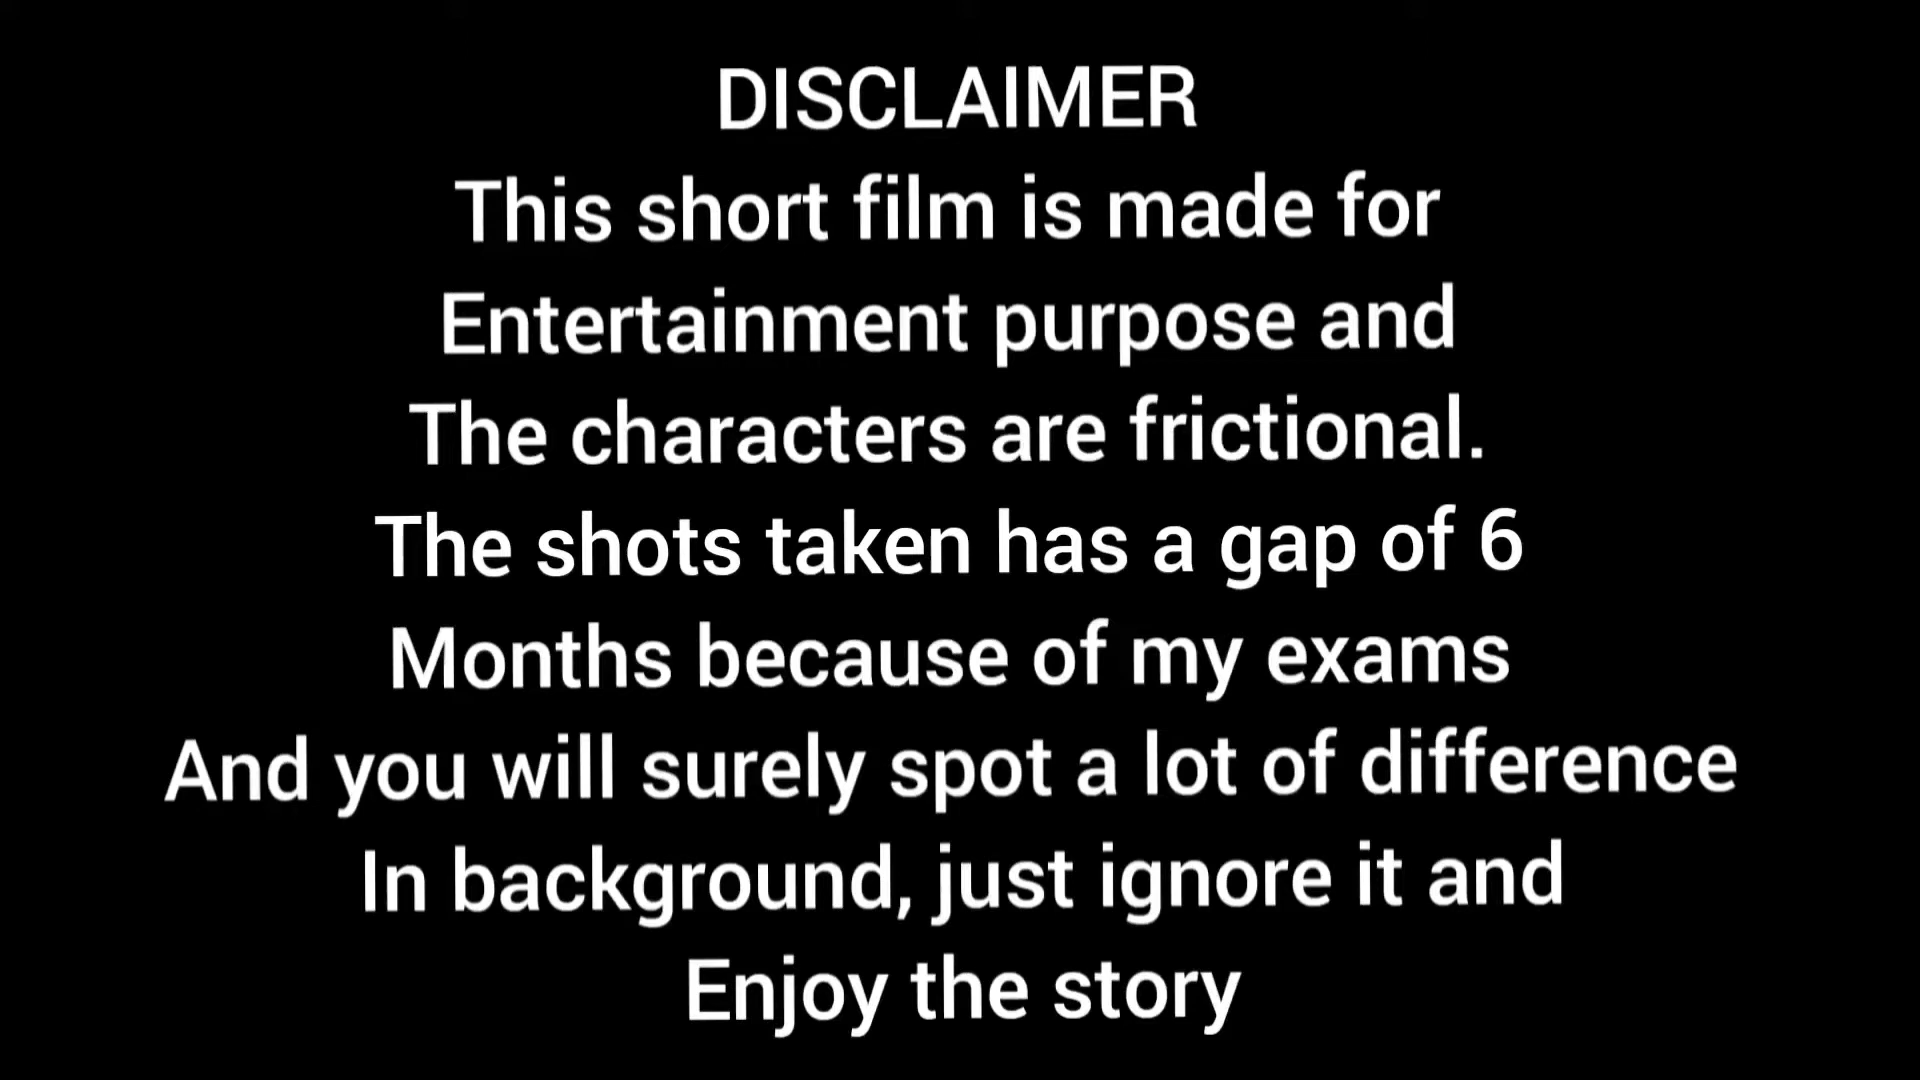 DISCLAIMER
This short film is made for
Entertainment purpose and
The characters are frictional.
The shots taken has a gap of 6
Months because of my exams
And you will surely spot a lot of difference
In background, just ignore it and
Enjoy the story